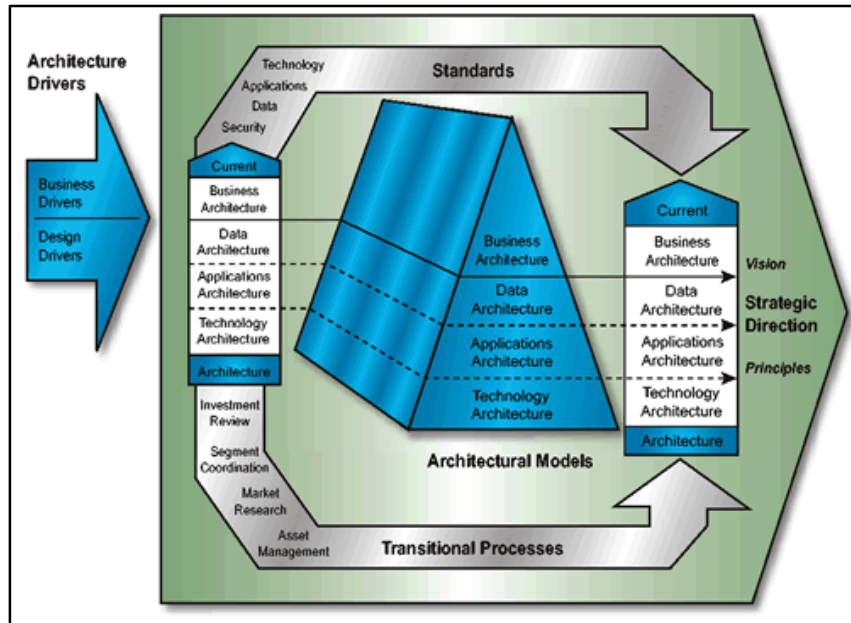 Architecture
Drivers
Business
Drivers
Design
Drivers
Technology
Applications
Data
Security
Standards
Current
Business
Architecture
Data
Architecture
Applications
Architecture
Technology
Architecture
Architecture
Investment
Review
Segment
Coordination
Market
Research
Asset
Management
Transitional Processes
Business
Architecture
Data
Architecture
Applications
Architecture
Technology
Architecture
Architectural Models
Current
Business
Architecture
Data
Architecture
Applications
Architecture
Technology
Architecture
Architecture
Vision
Strategic
Direction
Principles